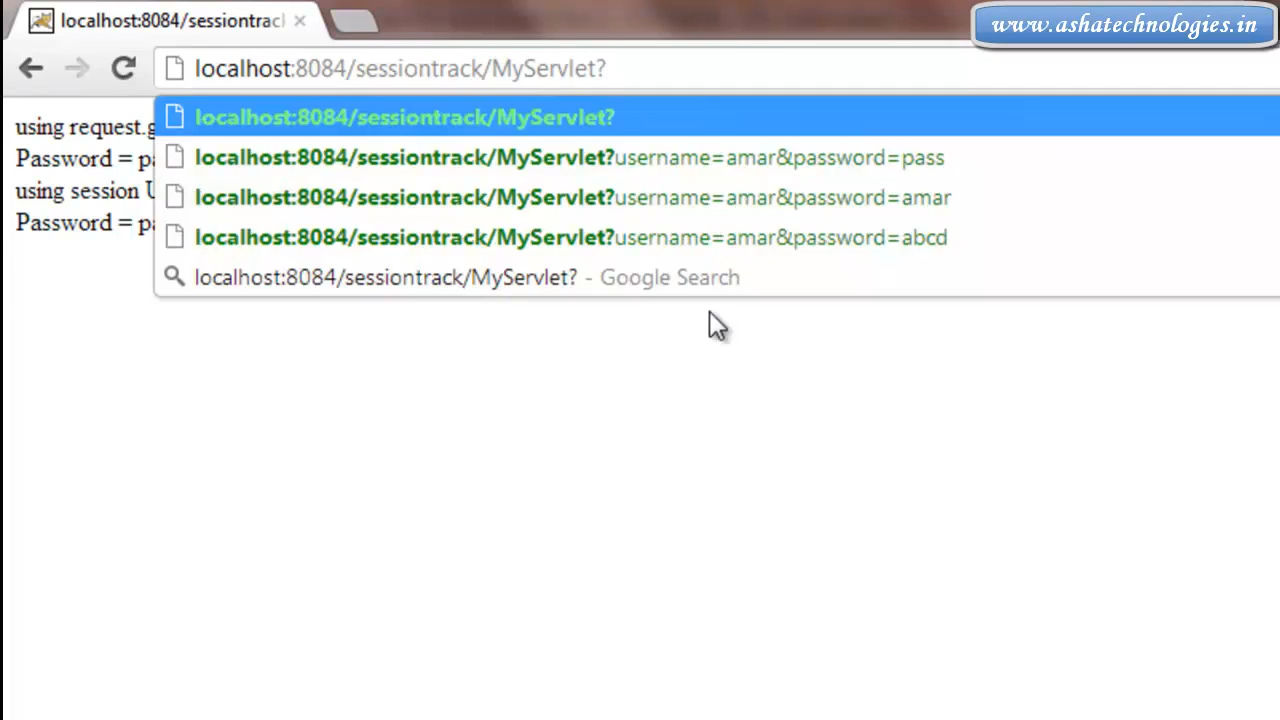 localhost:8084/sessiontrack
www.ashatechnologies.in
localhost:8084/sessiontrack/MyServlet?
localhost:8084/sessiontrack/MyServlet?
localhost:8084/sessiontrack/MyServlet?username=amar&password=pass
localhost:8084/sessiontrack/MyServlet?username=amar&password=amar
localhost:8084/sessiontrack/MyServlet?username=amar&password=abcd
localhost:8084/sessiontrack/MyServlet? - Google Search
using request.g
Password = pa
using session U
Password = pa